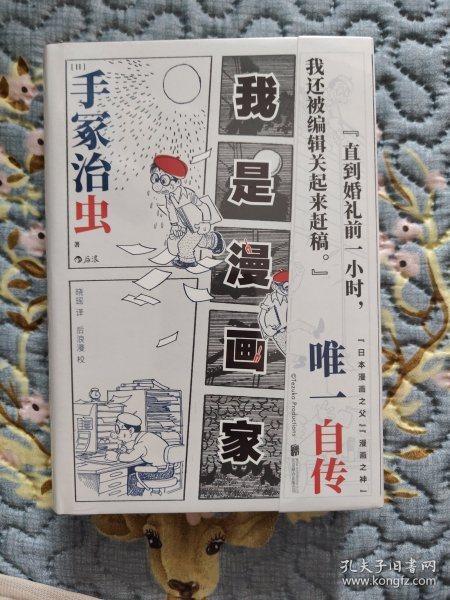 [日]
手冢治虫
著
后浪
晓瑶 译 后浪漫 校
我是漫画家
『直到婚礼前一小时，
我还被编辑关起来赶稿。』
唯一自传
「日本漫画之父」「漫画之神」
©Tezuka Productions
孔夫子旧书网
www.kongfz.com